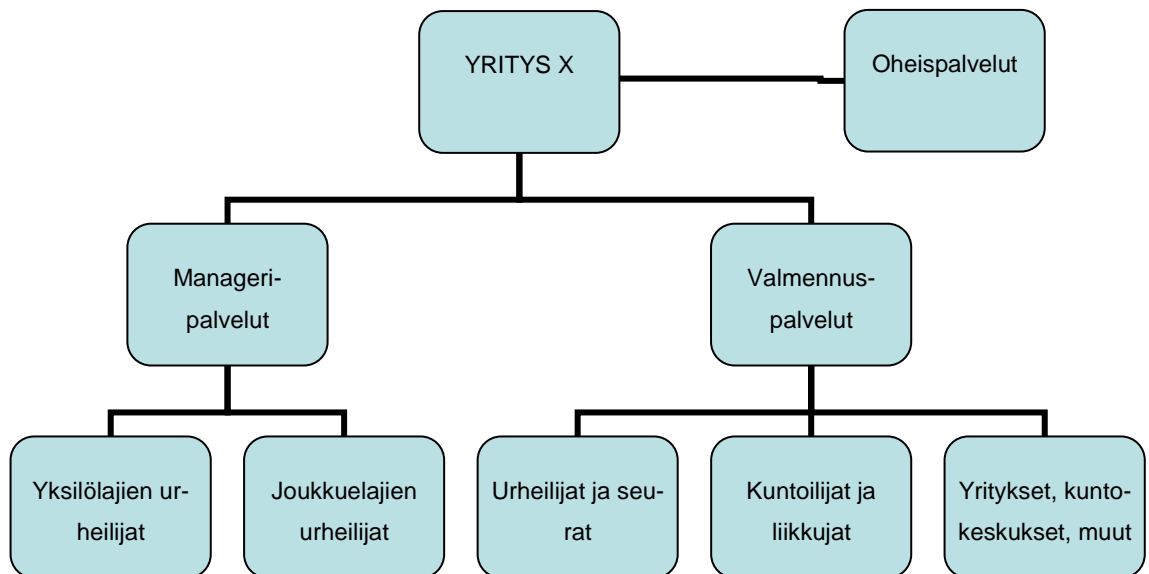 YRITYS X
Oheispalvelut
Manageri-
palvelut
Valmennus-
palvelut
Yksilölajien ur-
heilijat
Joukkuelajien
urheilijat
Urheilijat ja seu-
rat
Kuntoilijat ja
liikkujat
Yritykset, kunto-
keskukset, muut